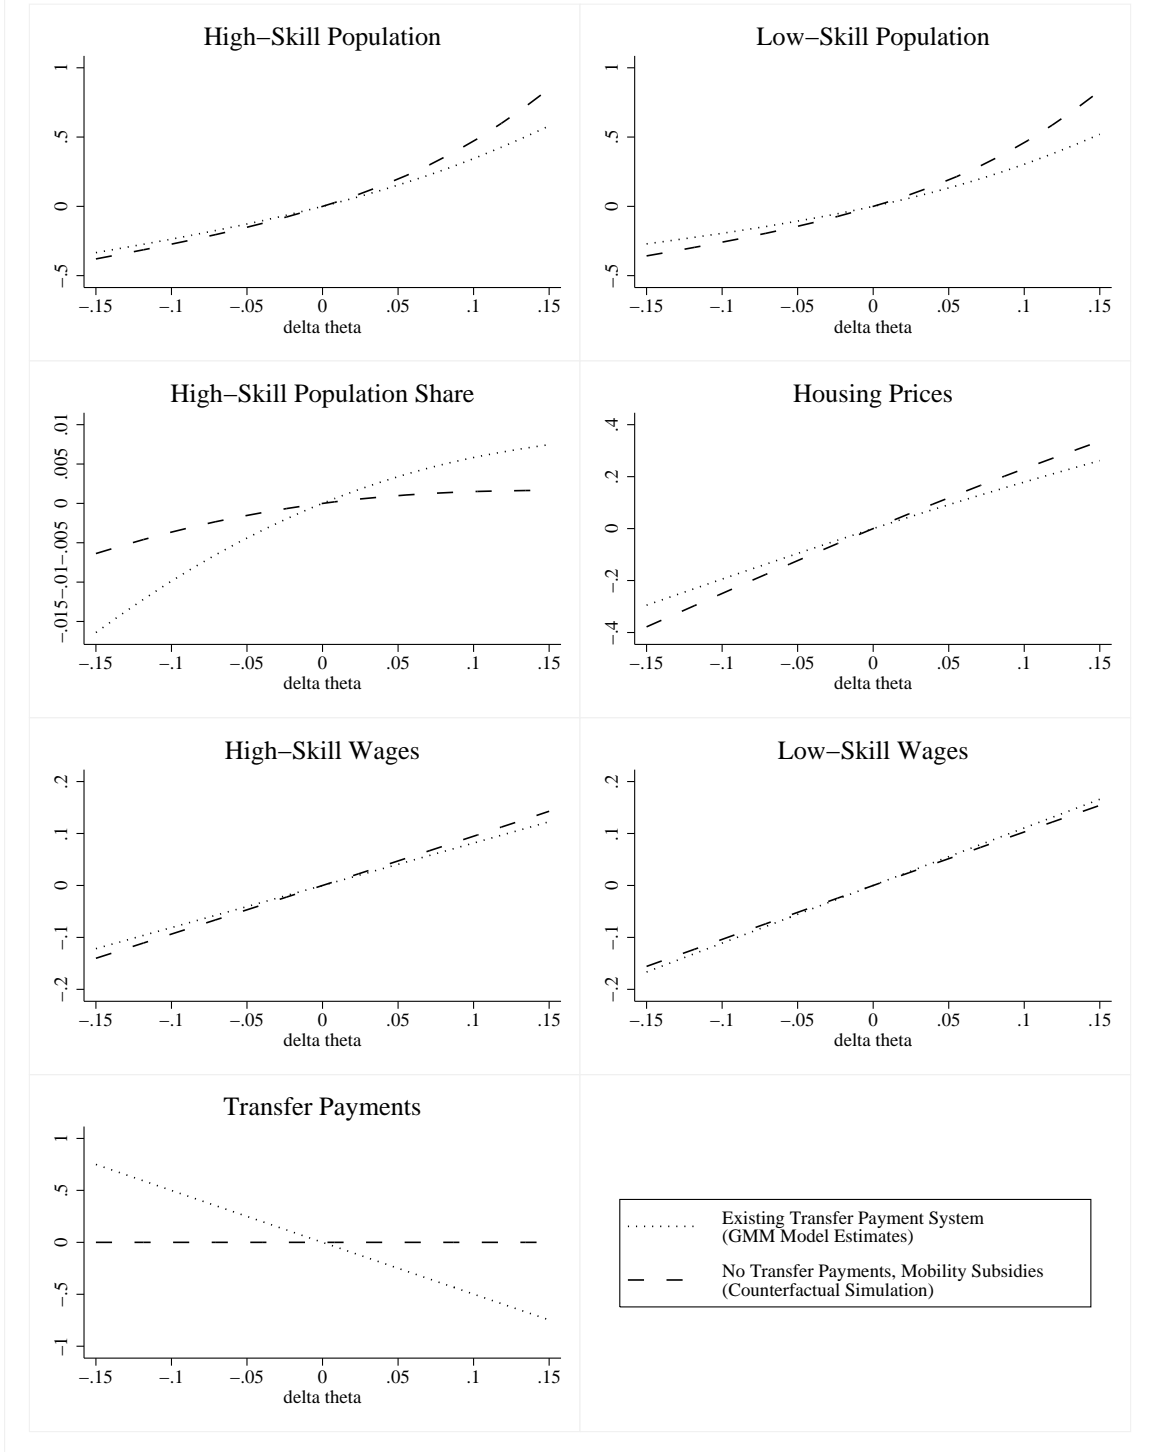 High−Skill Population
1
.5
0
−.5
−.15 −.1 −.05 0 .05 .1 .15
delta theta
Low−Skill Population
1
.5
0
−.5
−.15 −.1 −.05 0 .05 .1 .15
delta theta
High−Skill Population Share
.01
.005
0
−.005
−.01
−.015
−.15 −.1 −.05 0 .05 .1 .15
delta theta
Housing Prices
.4
.2
0
−.2
−.4
−.15 −.1 −.05 0 .05 .1 .15
delta theta
High−Skill Wages
.2
.1
0
−.1
−.2
−.15 −.1 −.05 0 .05 .1 .15
delta theta
Low−Skill Wages
.2
.1
0
−.1
−.2
−.15 −.1 −.05 0 .05 .1 .15
delta theta
Transfer Payments
1
.5
0
−.5
−1
−.15 −.1 −.05 0 .05 .1 .15
delta theta
Existing Transfer Payment System
(GMM Model Estimates)
No Transfer Payments, Mobility Subsidies
(Counterfactual Simulation)